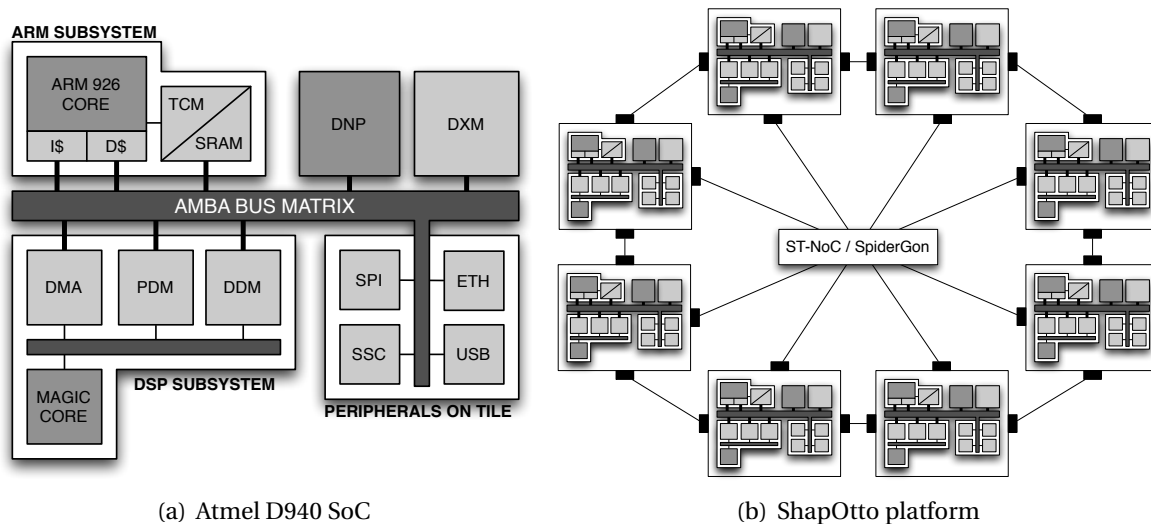 ARM SUBSYSTEM
ARM 926
CORE
I$
D$
TCM
SRAM
DNP
DXM
AMBA BUS MATRIX
DMA
PDM
DDM
MAGIC
CORE
DSP SUBSYSTEM
SPI
ETH
SSC
USB
PERIPHERALS ON TILE
(a) Atmel D940 SoC
ST-NoC / SpiderGon
(b) ShapOtto platform